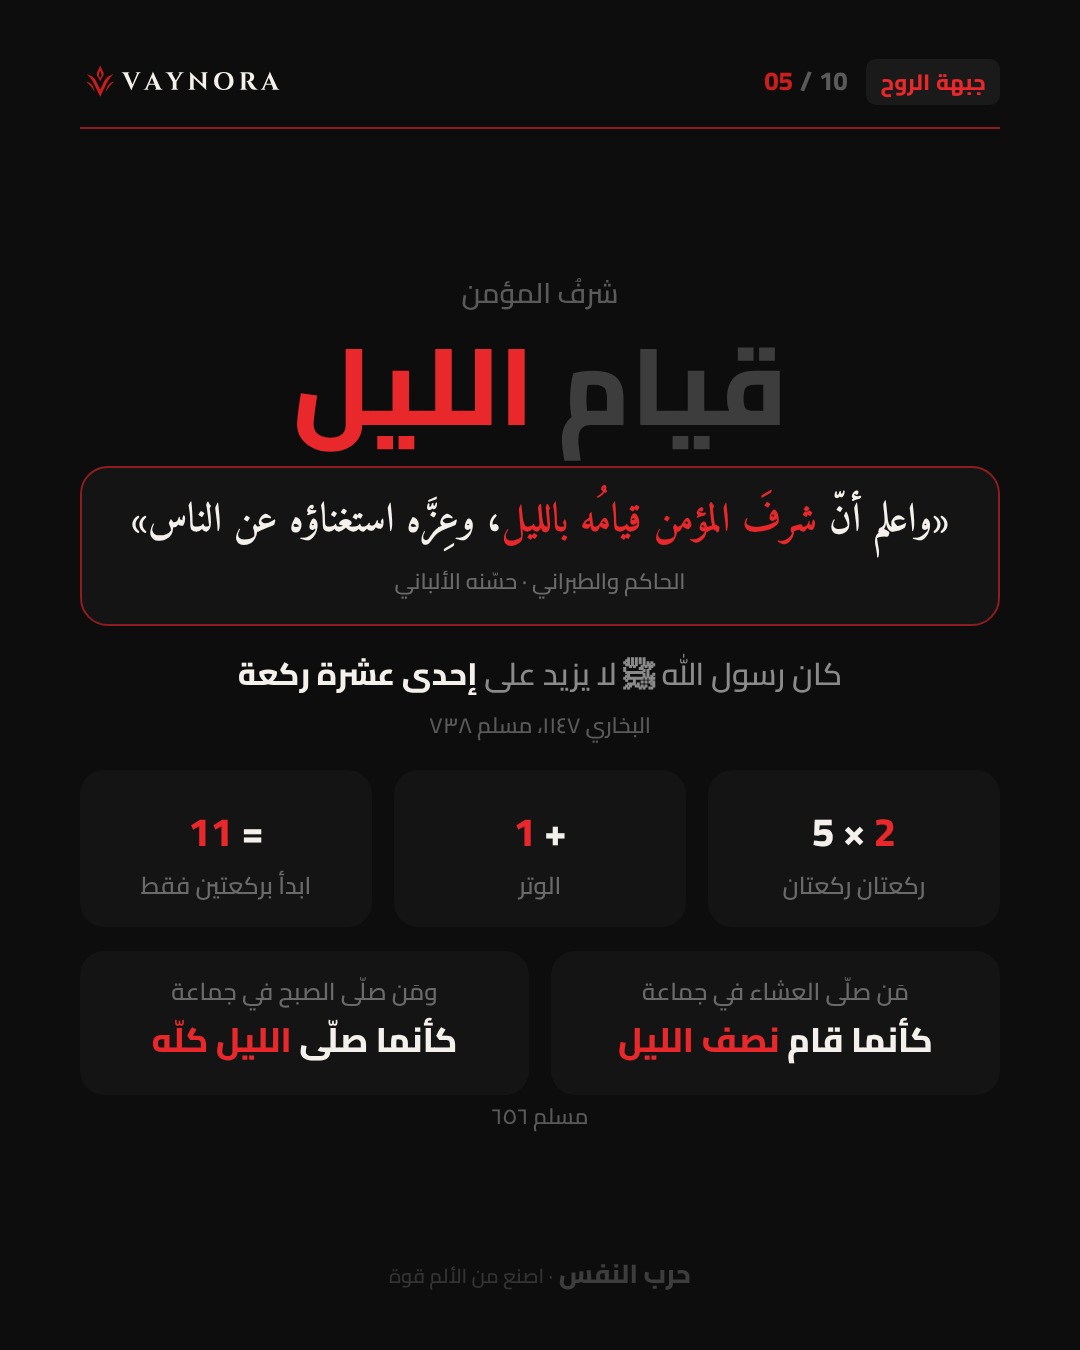 VAYNORA
جبهة الروح
05 / 10
شرفُ المؤمن
قيام الليل
«واعلم أنّ شرفَ المؤمن قيامُه بالليل، وعِزَّه استغناؤه عن الناس»
الحاكم والطبراني · حسّنه الألباني
كان رسول الله ﷺ لا يزيد على إحدى عشرة ركعة
البخاري ١١٤٧، مسلم ٧٣٨
2 × 5
ركعتان ركعتان
+ 1
الوتر
= 11
ابدأ بركعتين فقط
مَن صلّى العشاء في جماعة
كأنما قام نصف الليل
ومَن صلّى الصبح في جماعة
كأنما صلّى الليل كلّه
مسلم ٦٥٦
حرب النفس · اصنع من الألم قوة